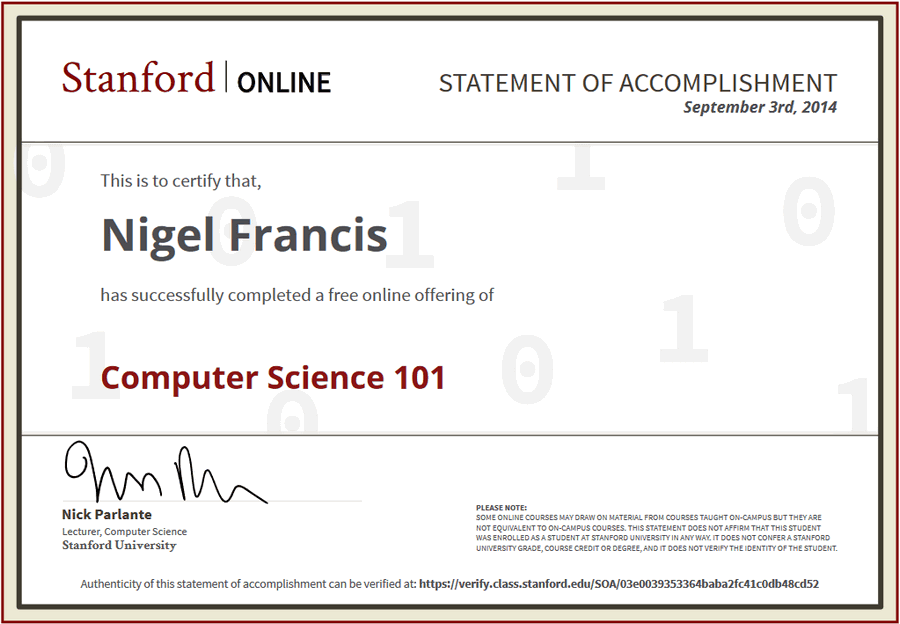 Stanford | ONLINE
STATEMENT OF ACCOMPLISHMENT
September 3rd, 2014
This is to certify that,
Nigel Francis
has successfully completed a free online offering of
Computer Science 101
Nick Parlante
Lecturer, Computer Science
Stanford University
PLEASE NOTE:
SOME ONLINE COURSES MAY DRAW ON MATERIAL FROM COURSES TAUGHT ON-CAMPUS BUT THEY ARE
NOT EQUIVALENT TO ON-CAMPUS COURSES. THIS STATEMENT DOES NOT AFFIRM THAT THIS STUDENT
WAS ENROLLED AS A STUDENT AT STANFORD UNIVERSITY IN ANY WAY. IT DOES NOT CONFER A STANFORD
UNIVERSITY GRADE, COURSE CREDIT OR DEGREE, AND IT DOES NOT VERIFY THE IDENTITY OF THE STUDENT.
Authenticity of this statement of accomplishment can be verified at: https://verify.class.stanford.edu/SOA/03e0039353364baba2fc41c0db48cd52